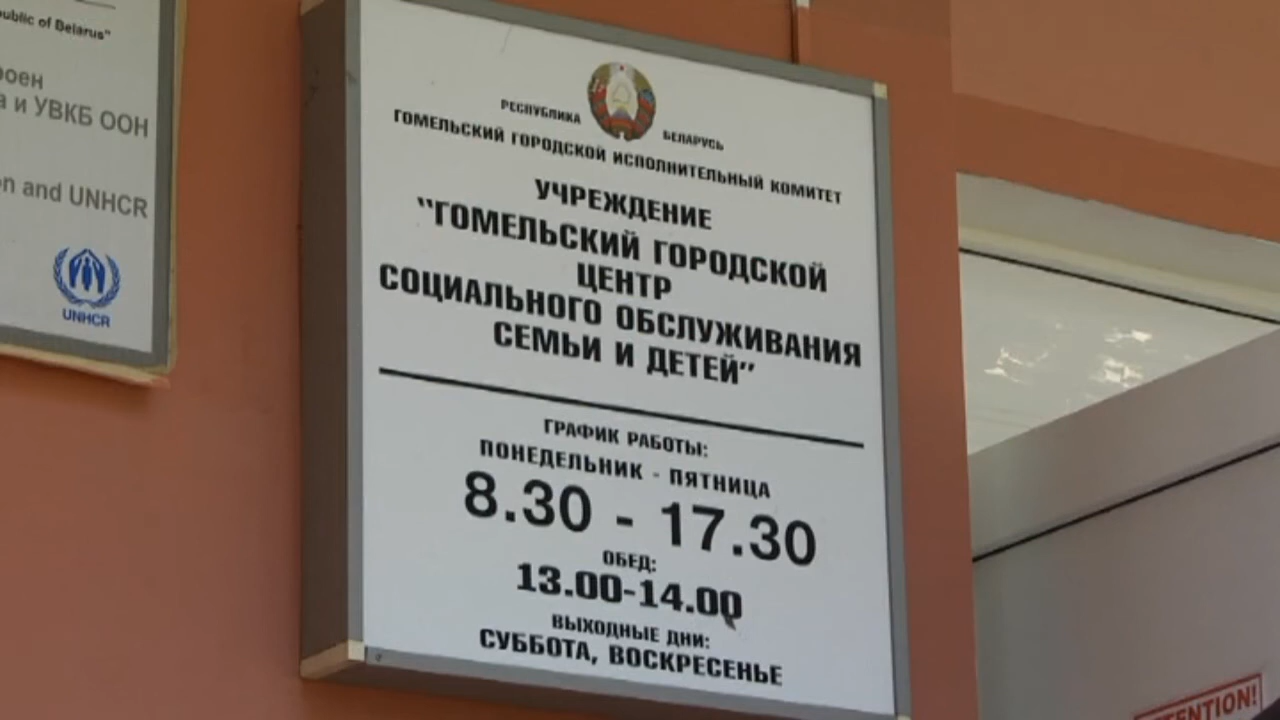 public of Belarus"
роен
а и УВКБ ООН
n and UNHCR
UNHCR
РЕСПУБЛИКА БЕЛАРУСЬ
ГОМЕЛЬСКИЙ ГОРОДСКОЙ ИСПОЛНИТЕЛЬНЫЙ КОМИТЕТ
УЧРЕЖДЕНИЕ
"ГОМЕЛЬСКИЙ ГОРОДСКОЙ
ЦЕНТР
СОЦИАЛЬНОГО ОБСЛУЖИВАНИЯ
СЕМЬИ И ДЕТЕЙ"
ГРАФИК РАБОТЫ:
ПОНЕДЕЛЬНИК - ПЯТНИЦА
8.30 - 17.30
ОБЕД:
13.00-14.00
ВЫХОДНЫЕ ДНИ:
СУББОТА, ВОСКРЕСЕНЬЕ
TENTION!